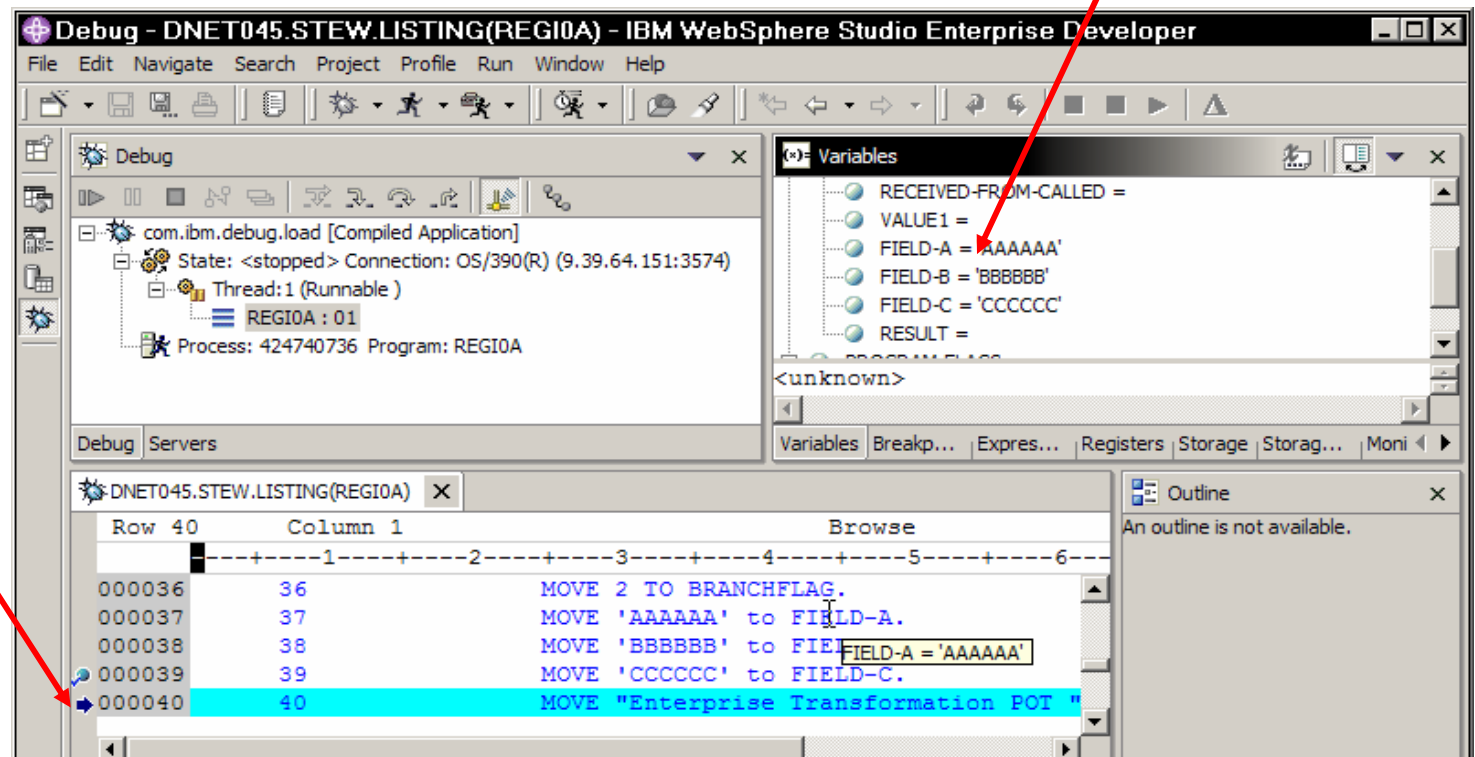 Debug - DNET045.STEW.LISTING(REGI0A) - IBM WebSphere Studio Enterprise Developer
File Edit Navigate Search Project Profile Run Window Help
Debug
com.ibm.debug.load [Compiled Application]
State: <stopped> Connection: OS/390(R) (9.39.64.151:3574)
Thread:1 (Runnable )
REGI0A : 01
Process: 424740736 Program: REGI0A
Debug Servers
(x)= Variables
RECEIVED-FROM-CALLED =
VALUE1 =
FIELD-A = 'AAAAAA'
FIELD-B = 'BBBBBB'
FIELD-C = 'CCCCCC'
RESULT =
PROGRAM-FLAGS
<unknown>
Variables Breakp... Expres... Registers Storage Storag... Moni
DNET045.STEW.LISTING(REGI0A)
Row 40 Column 1 Browse
----+----1----+----2----+----3----+----4----+----5----+----6---
000036 36 MOVE 2 TO BRANCHFLAG.
000037 37 MOVE 'AAAAAA' to FIELD-A.
000038 38 MOVE 'BBBBBB' to
FIELD-A = 'AAAAAA'
000039 39 MOVE 'CCCCCC' to FIELD-C.
000040 40 MOVE "Enterprise Transformation POT "
Outline
An outline is not available.